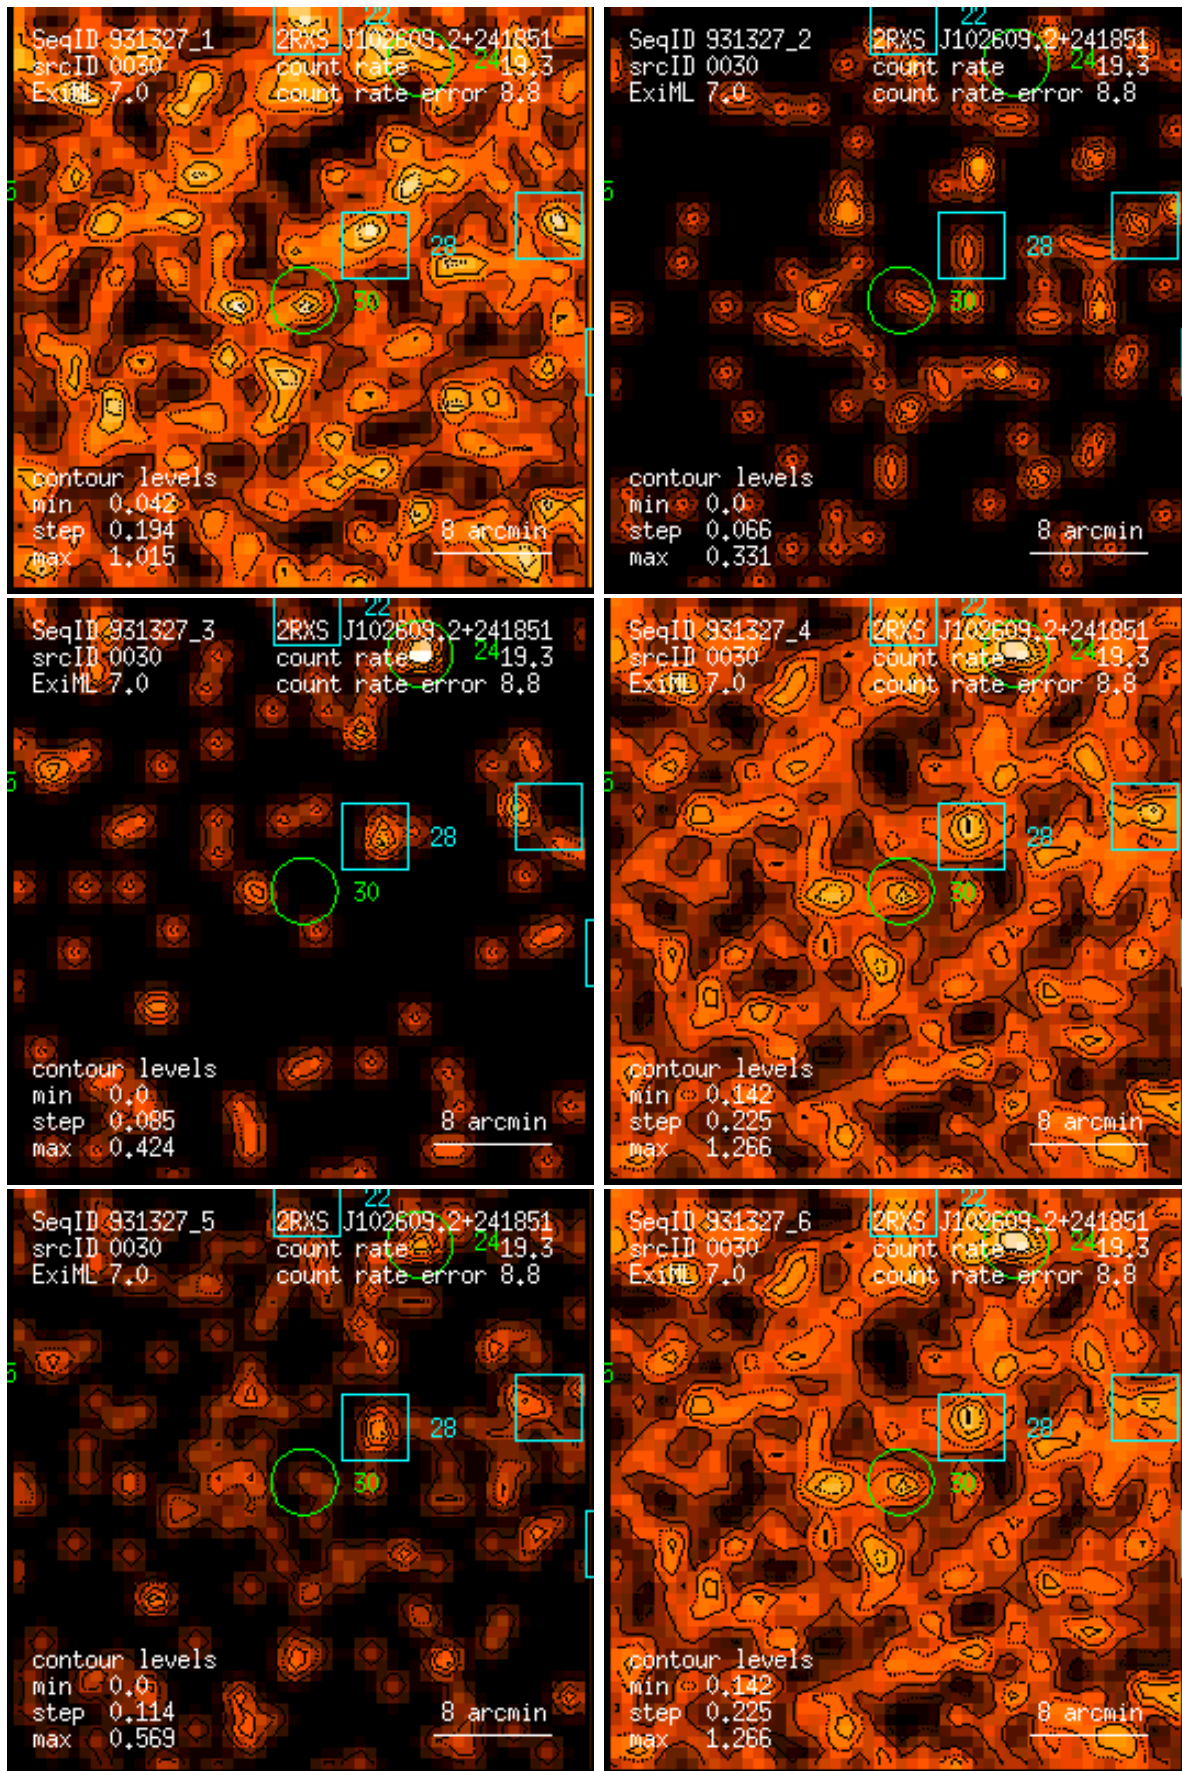 22
SeqID 931327_1 2RXS J102609.2+241851
srcID 0030 count rate 24 19.3
ExiML 7.0 count rate error 8.8
28
30
contour levels
min 0.042
step 0.194 8 arcmin
max 1.015
22
SeqID 931327_2 2RXS J102609.2+241851
srcID 0030 count rate 24 19.3
ExiML 7.0 count rate error 8.8
28
30
contour levels
min 0.0
step 0.066 8 arcmin
max 0.331
22
SeqID 931327_3 2RXS J102609.2+241851
srcID 0030 count rate 24 19.3
ExiML 7.0 count rate error 8.8
28
30
contour levels
min 0.0
step 0.085 8 arcmin
max 0.424
22
SeqID 931327_4 2RXS J102609.2+241851
srcID 0030 count rate 24 19.3
ExiML 7.0 count rate error 8.8
28
30
contour levels
min 0.142
step 0.225 8 arcmin
max 1.266
22
SeqID 931327_5 2RXS J102609.2+241851
srcID 0030 count rate 24 19.3
ExiML 7.0 count rate error 8.8
28
30
contour levels
min 0.0
step 0.114 8 arcmin
max 0.569
22
SeqID 931327_6 2RXS J102609.2+241851
srcID 0030 count rate 24 19.3
ExiML 7.0 count rate error 8.8
28
30
contour levels
min 0.142
step 0.225 8 arcmin
max 1.266